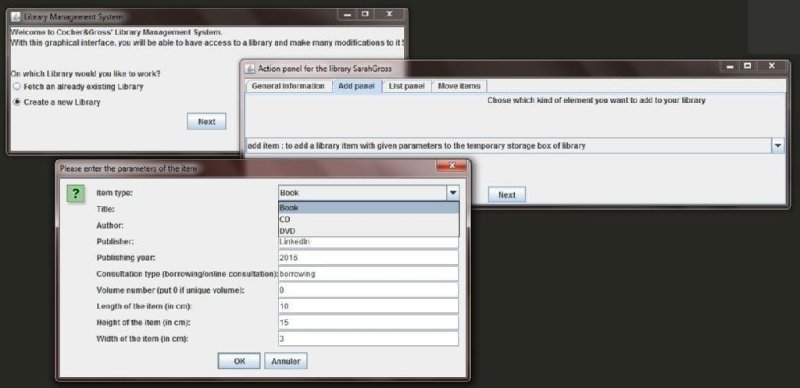 Library Management System
Welcome to Cocher&Gross' Library Management System.
With this graphical interface, you will be able to have access to a library and make many modifications to it !
On which Library would you like to work?
Fetch an already existing Library
Create a new Library
Next
Action panel for the library SarahGross
General information Add panel List panel Move items
Chose which kind of element you want to add to your library
add item : to add a library item with given parameters to the temporary storage box of library
Next
Please enter the parameters of the item
?
Item type: Book
Title: Book
CD
Author: DVD
Publisher: LinkedIn
Publishing year: 2016
Consultation type (borrowing/online consultation): borrowing
Volume number (put 0 if unique volume): 0
Length of the item (in cm): 10
Height of the item (in cm): 15
Width of the item (in cm): 3
OK Annuler